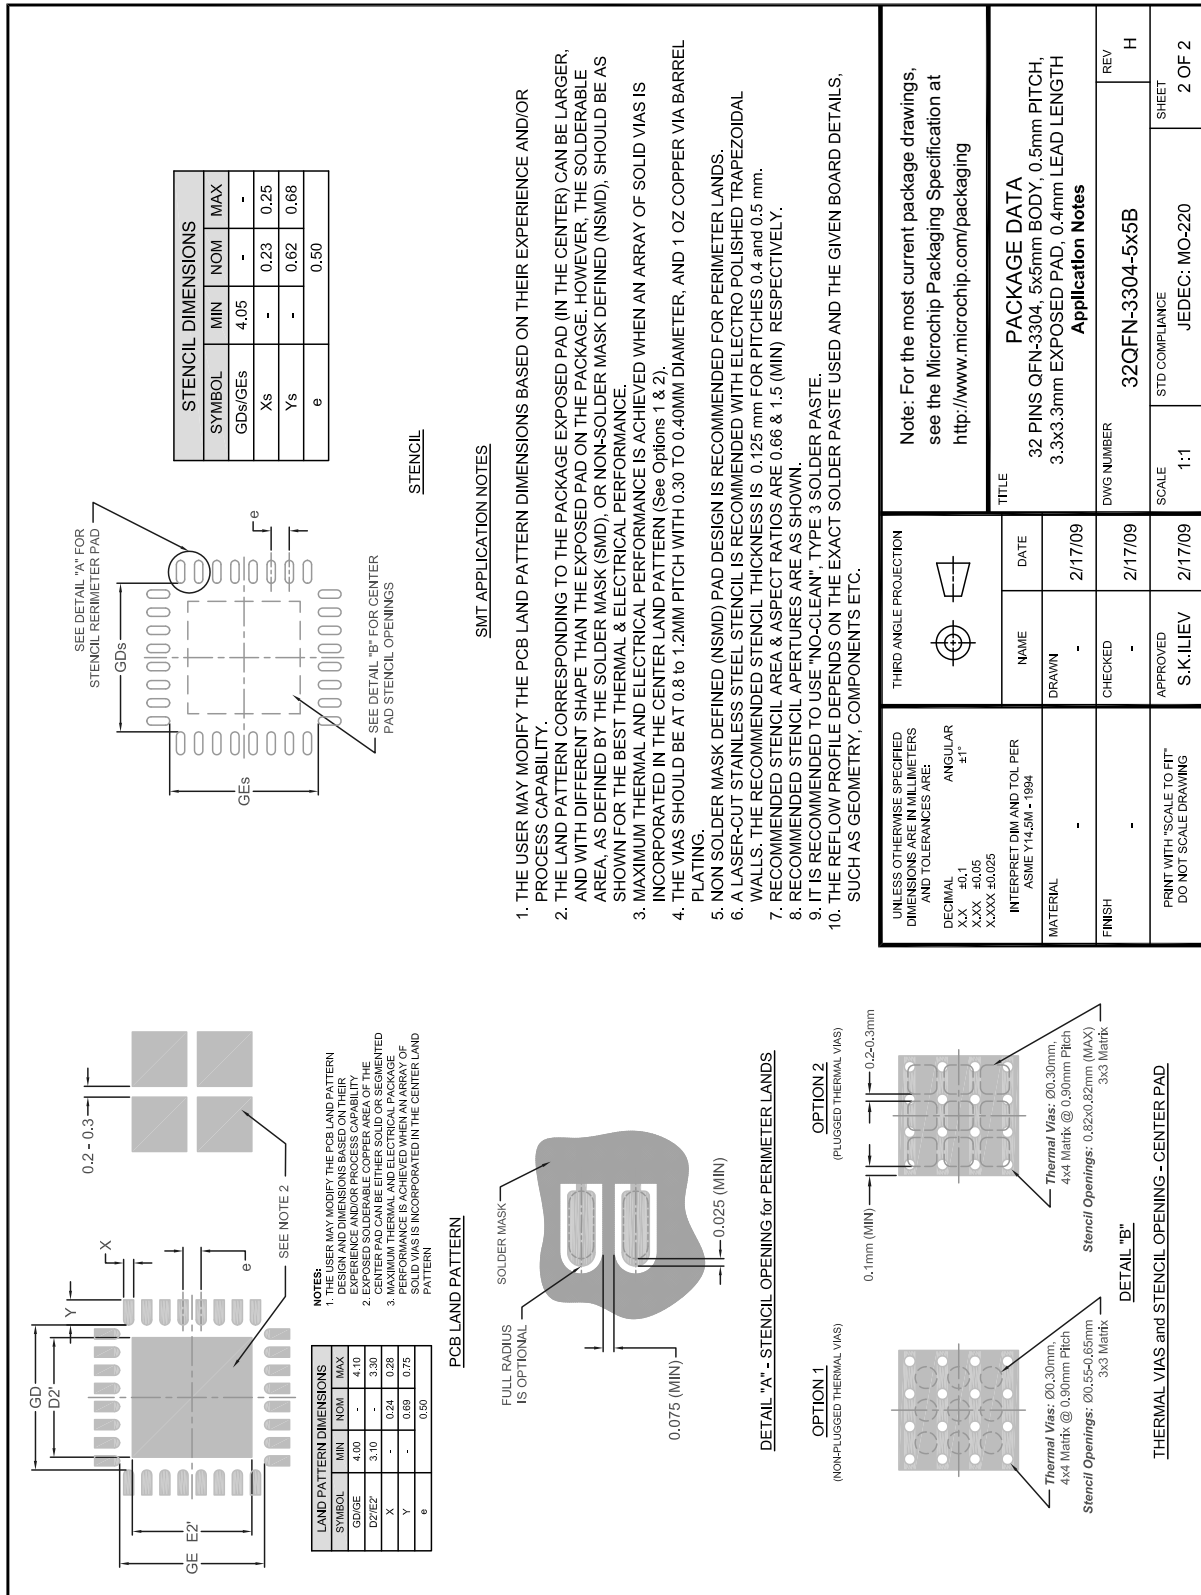 GD
D2'
GE
E2'
Y
X
e
0.2 - 0.3
SEE NOTE 2
LAND PATTERN DIMENSIONS
SYMBOL MIN NOM MAX
GD/GE 4.00 - 4.10
D2'/E2' 3.10 - 3.30
X - 0.24 0.28
Y - 0.69 0.75
e 0.50
NOTES:
1. THE USER MAY MODIFY THE PCB LAND PATTERN
DESIGN AND DIMENSIONS BASED ON THEIR
EXPERIENCE AND/OR PROCESS CAPABILITY
2. EXPOSED SOLDERABLE COPPER AREA OF THE
CENTER PAD CAN BE EITHER SOLID OR SEGMENTED
3. MAXIMUM THERMAL AND ELECTRICAL PACKAGE
PERFORMANCE IS ACHIEVED WHEN AN ARRAY OF
SOLID VIAS IS INCORPORATED IN THE CENTER LAND
PATTERN
PCB LAND PATTERN
SEE DETAIL "A" FOR
STENCIL RERIMETER PAD
GDs
GEs
e
SEE DETAIL "B" FOR CENTER
PAD STENCIL OPENINGS
STENCIL DIMENSIONS
SYMBOL MIN NOM MAX
GDs/GEs 4.05 - -
Xs - 0.23 0.25
Ys - 0.62 0.68
e 0.50
STENCIL
FULL RADIUS
IS OPTIONAL
SOLDER MASK
0.075 (MIN)
0.025 (MIN)
DETAIL "A" - STENCIL OPENING for PERIMETER LANDS
OPTION 1
(NON-PLUGGED THERMAL VIAS)
Thermal Vias: Ø0.30mm,
4x4 Matrix @ 0.90mm Pitch
Stencil Openings: Ø0.55-0.65mm
3x3 Matrix
OPTION 2
(PLUGGED THERMAL VIAS)
0.1mm (MIN)
0.2-0.3mm
Thermal Vias: Ø0.30mm,
4x4 Matrix @ 0.90mm Pitch
Stencil Openings: 0.82x0.82mm (MAX)
3x3 Matrix
DETAIL "B"
THERMAL VIAS and STENCIL OPENING - CENTER PAD
SMT APPLICATION NOTES
1. THE USER MAY MODIFY THE PCB LAND PATTERN DIMENSIONS BASED ON THEIR EXPERIENCE AND/OR
PROCESS CAPABILITY.
2. THE LAND PATTERN CORRESPONDING TO THE PACKAGE EXPOSED PAD (IN THE CENTER) CAN BE LARGER,
AND WITH DIFFERENT SHAPE THAN THE EXPOSED PAD ON THE PACKAGE. HOWEVER, THE SOLDERABLE
AREA, AS DEFINED BY THE SOLDER MASK (SMD), OR NON-SOLDER MASK DEFINED (NSMD), SHOULD BE AS
SHOWN FOR THE BEST THERMAL & ELECTRICAL PERFORMANCE.
3. MAXIMUM THERMAL AND ELECTRICAL PERFORMANCE IS ACHIEVED WHEN AN ARRAY OF SOLID VIAS IS
INCORPORATED IN THE CENTER LAND PATTERN (See Options 1 & 2).
4. THE VIAS SHOULD BE AT 0.8 to 1.2MM PITCH WITH 0.30 TO 0.40MM DIAMETER, AND 1 OZ COPPER VIA BARREL
PLATING.
5. NON SOLDER MASK DEFINED (NSMD) PAD DESIGN IS RECOMMENDED FOR PERIMETER LANDS.
6. A LASER-CUT STAINLESS STEEL STENCIL IS RECOMMENDED WITH ELECTRO POLISHED TRAPEZOIDAL
WALLS. THE RECOMMENDED STENCIL THICKNESS IS 0.125 mm FOR PITCHES 0.4 and 0.5 mm.
7. RECOMMENDED STENCIL AREA & ASPECT RATIOS ARE 0.66 & 1.5 (MIN) RESPECTIVELY.
8. RECOMMENDED STENCIL APERTURES ARE AS SHOWN.
9. IT IS RECOMMENDED TO USE "NO-CLEAN", TYPE 3 SOLDER PASTE.
10. THE REFLOW PROFILE DEPENDS ON THE EXACT SOLDER PASTE USED AND THE GIVEN BOARD DETAILS,
SUCH AS GEOMETRY, COMPONENTS ETC.
UNLESS OTHERWISE SPECIFIED
DIMENSIONS ARE IN MILLIMETERS
AND TOLERANCES ARE:
DECIMAL ANGULAR
X.X ±0.1 ±1°
X.XX ±0.05
X.XXX ±0.025
INTERPRET DIM AND TOL PER
ASME Y14.5M - 1994
MATERIAL
-
FINISH
-
PRINT WITH "SCALE TO FIT"
DO NOT SCALE DRAWING
THIRD ANGLE PROJECTION
NAME DATE
DRAWN
- 2/17/09
CHECKED
- 2/17/09
APPROVED
S.K.ILIEV 2/17/09
Note: For the most current package drawings,
see the Microchip Packaging Specification at
http://www.microchip.com/packaging
TITLE
PACKAGE DATA
32 PINS QFN-3304, 5x5mm BODY, 0.5mm PITCH,
3.3x3.3mm EXPOSED PAD, 0.4mm LEAD LENGTH
Application Notes
DWG NUMBER
32QFN-3304-5x5B
REV
H
SCALE
1:1
STD COMPLIANCE
JEDEC: MO-220
SHEET
2 OF 2